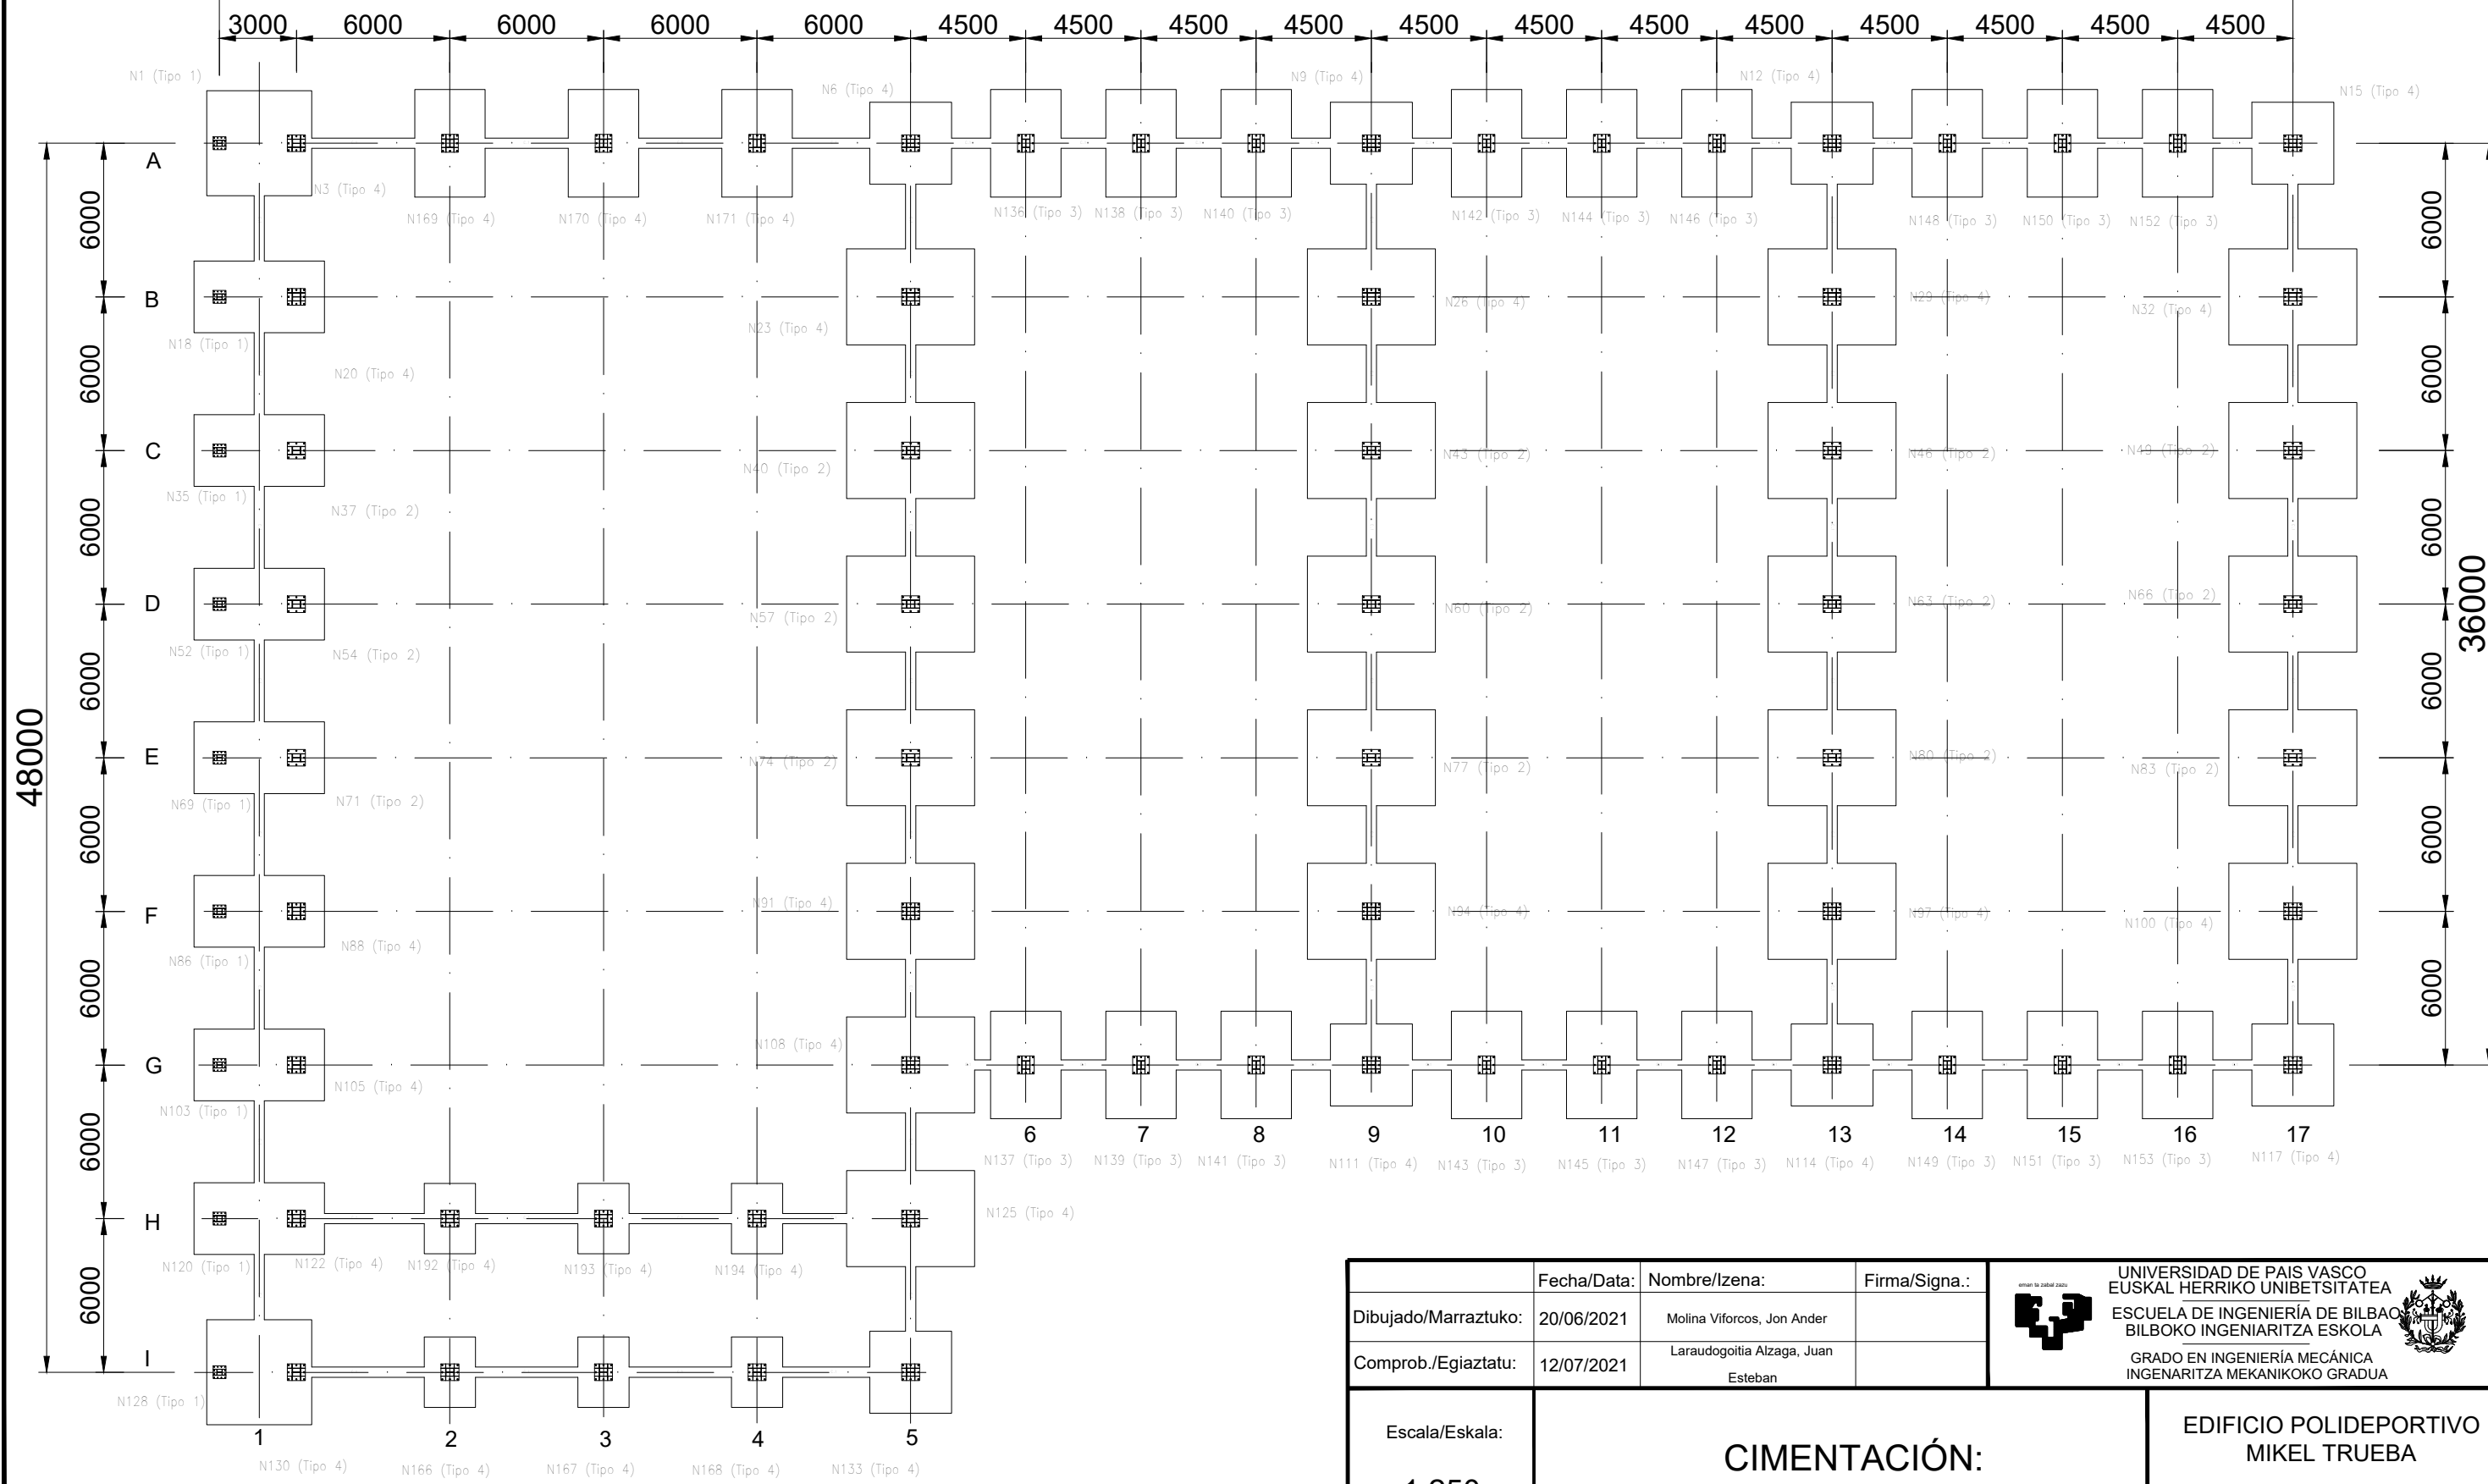 3000 6000 6000 6000 6000 4500 4500 4500 4500 4500 4500 4500 4500 4500 4500 4500 4500
N1 (Tipo 1)
N6 (Tipo 4)
N9 (Tipo 4)
N12 (Tipo 4)
N15 (Tipo 4)
A
N3 (Tipo 4)
N169 (Tipo 4)
N170 (Tipo 4)
N171 (Tipo 4)
N136 (Tipo 3)
N138 (Tipo 3)
N140 (Tipo 3)
N142 (Tipo 3)
N144 (Tipo 3)
N146 (Tipo 3)
N148 (Tipo 3)
N150 (Tipo 3)
N152 (Tipo 3)
6000
6000
B
N18 (Tipo 1)
N23 (Tipo 4)
N26 (Tipo 4)
N29 (Tipo 4)
N32 (Tipo 4)
6000
6000
N20 (Tipo 4)
C
N35 (Tipo 1)
N40 (Tipo 2)
N43 (Tipo 2)
N46 (Tipo 2)
N49 (Tipo 2)
N37 (Tipo 2)
6000
6000
D
N52 (Tipo 1)
N57 (Tipo 2)
N60 (Tipo 2)
N63 (Tipo 2)
N66 (Tipo 2)
36000
N54 (Tipo 2)
6000
6000
48000
E
N69 (Tipo 1)
N71 (Tipo 2)
N74 (Tipo 2)
N77 (Tipo 2)
N80 (Tipo 2)
N83 (Tipo 2)
6000
6000
F
N86 (Tipo 1)
N88 (Tipo 4)
N91 (Tipo 4)
N94 (Tipo 4)
N97 (Tipo 4)
N100 (Tipo 4)
6000
6000
G
N103 (Tipo 1)
N105 (Tipo 4)
N108 (Tipo 4)
6 7 8 9 10 11 12 13 14 15 16 17
N137 (Tipo 3)
N139 (Tipo 3)
N141 (Tipo 3)
N111 (Tipo 4)
N143 (Tipo 3)
N145 (Tipo 3)
N147 (Tipo 3)
N114 (Tipo 4)
N149 (Tipo 3)
N151 (Tipo 3)
N153 (Tipo 3)
N117 (Tipo 4)
6000
H
N120 (Tipo 1)
N122 (Tipo 4)
N192 (Tipo 4)
N193 (Tipo 4)
N194 (Tipo 4)
N125 (Tipo 4)
6000
I
N128 (Tipo 1)
1 2 3 4 5
N130 (Tipo 4)
N166 (Tipo 4)
N167 (Tipo 4)
N168 (Tipo 4)
N133 (Tipo 4)
Fecha/Data: Nombre/Izena: Firma/Signa.:
Dibujado/Marraztuko: 20/06/2021 Molina Viforcos, Jon Ander
Comprob./Egiaztatu: 12/07/2021 Laraudogoitia Alzaga, Juan
Esteban
eman ta zabal zazu
UNIVERSIDAD DE PAIS VASCO
EUSKAL HERRIKO UNIBETSITATEA
ESCUELA DE INGENIERÍA DE BILBAO
BILBOKO INGENIARITZA ESKOLA
GRADO EN INGENIERÍA MECÁNICA
INGENARITZA MEKANIKOKO GRADUA
Escala/Eskala:
CIMENTACIÓN:
EDIFICIO POLIDEPORTIVO
MIKEL TRUEBA